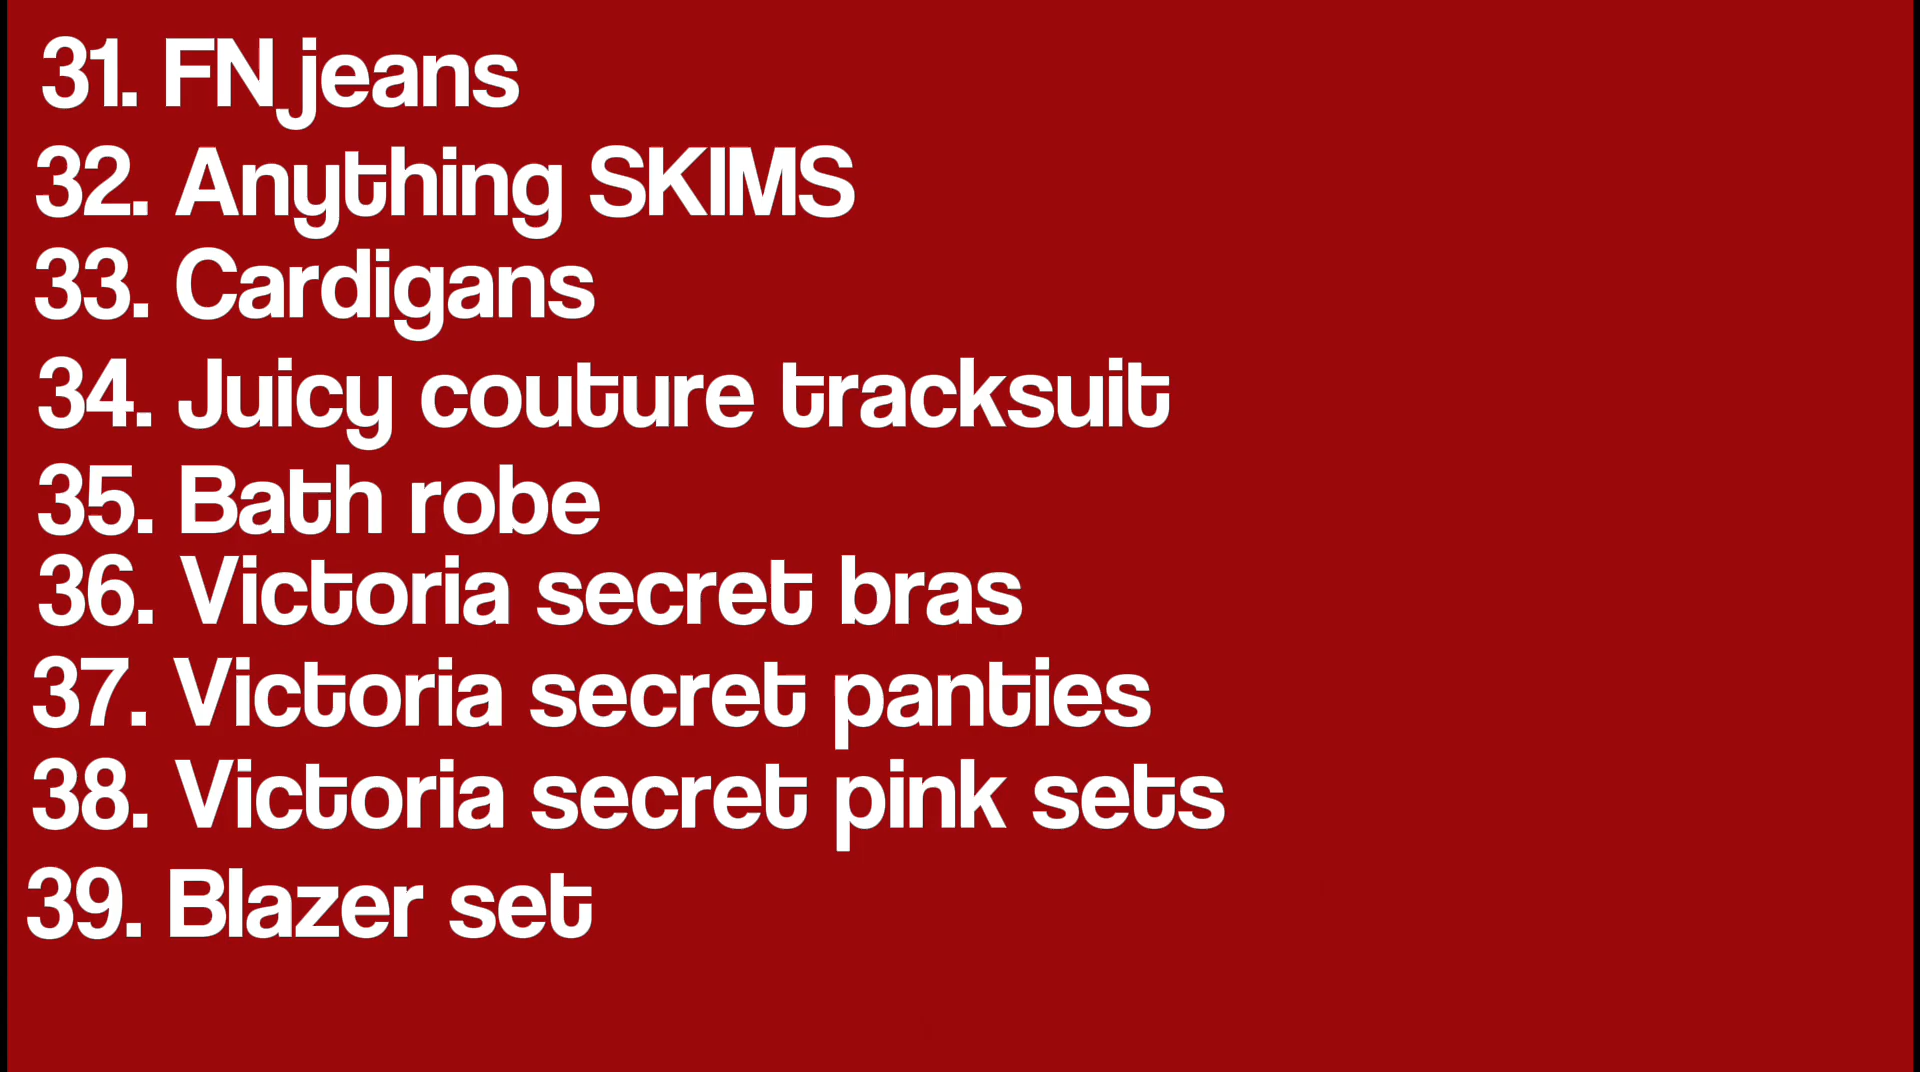 31. FN jeans
32. Anything SKIMS
33. Cardigans
34. Juicy couture tracksuit
35. Bath robe
36. Victoria secret bras
37. Victoria secret panties
38. Victoria secret pink sets
39. Blazer set